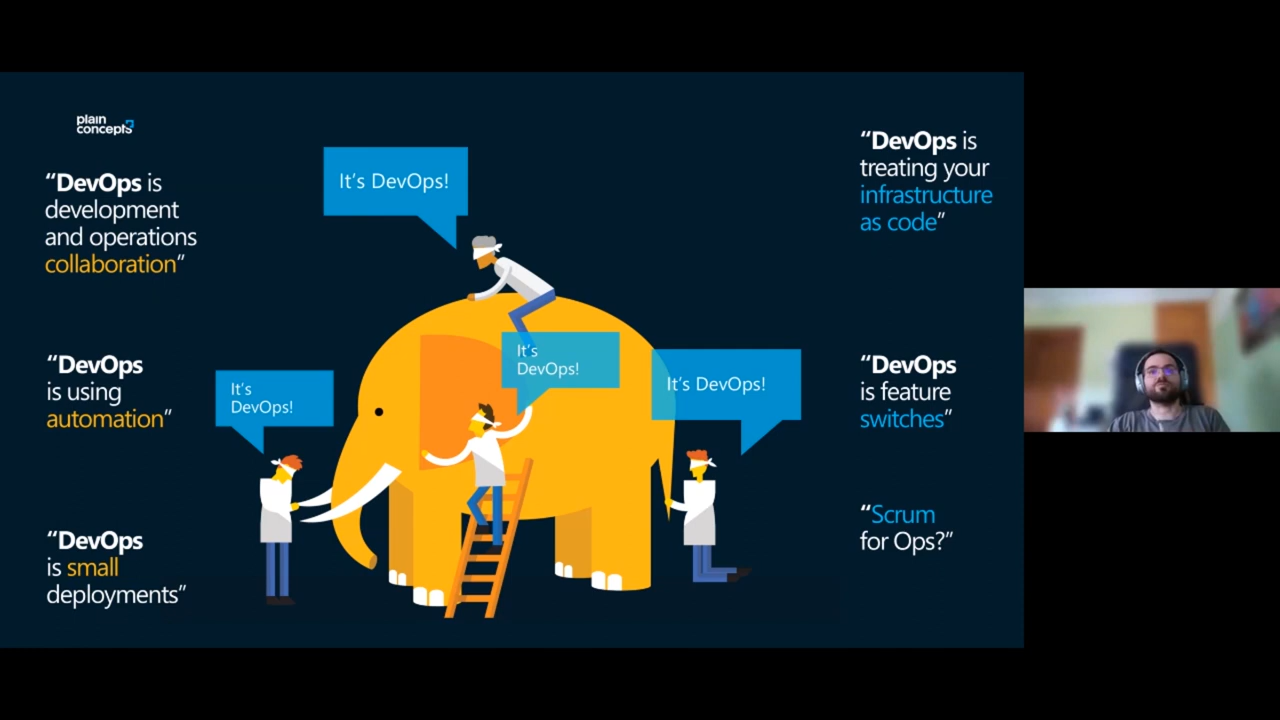 plain
concepts
“DevOps is
development
and operations
collaboration”
“DevOps
is using
automation”
“DevOps
is small
deployments”
It’s DevOps!
It’s
DevOps!
It’s
DevOps!
It’s DevOps!
“DevOps is
treating your
infrastructure
as code”
“DevOps
is feature
switches”
“Scrum
for Ops?”